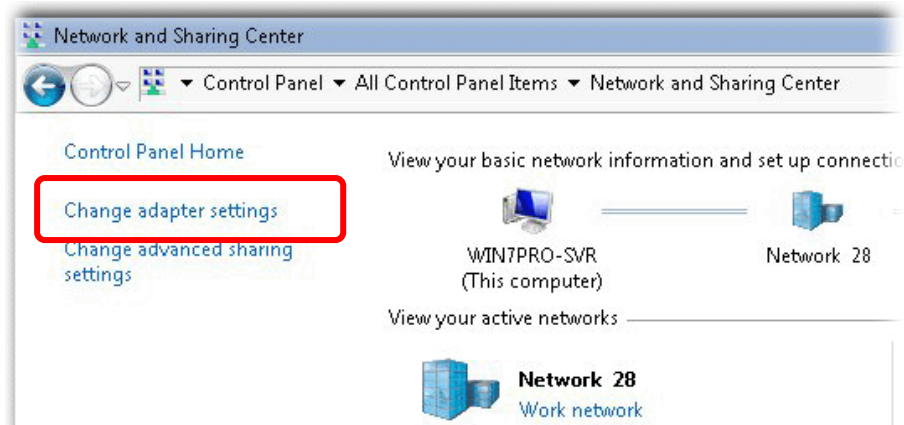 Network and Sharing Center
Control Panel All Control Panel Items Network and Sharing Center
Control Panel Home
Change adapter settings
Change advanced sharing
settings
View your basic network information and set up
WIN7PRO-SVR
(This computer)
Network 28
View your active networks
Network 28
Work network